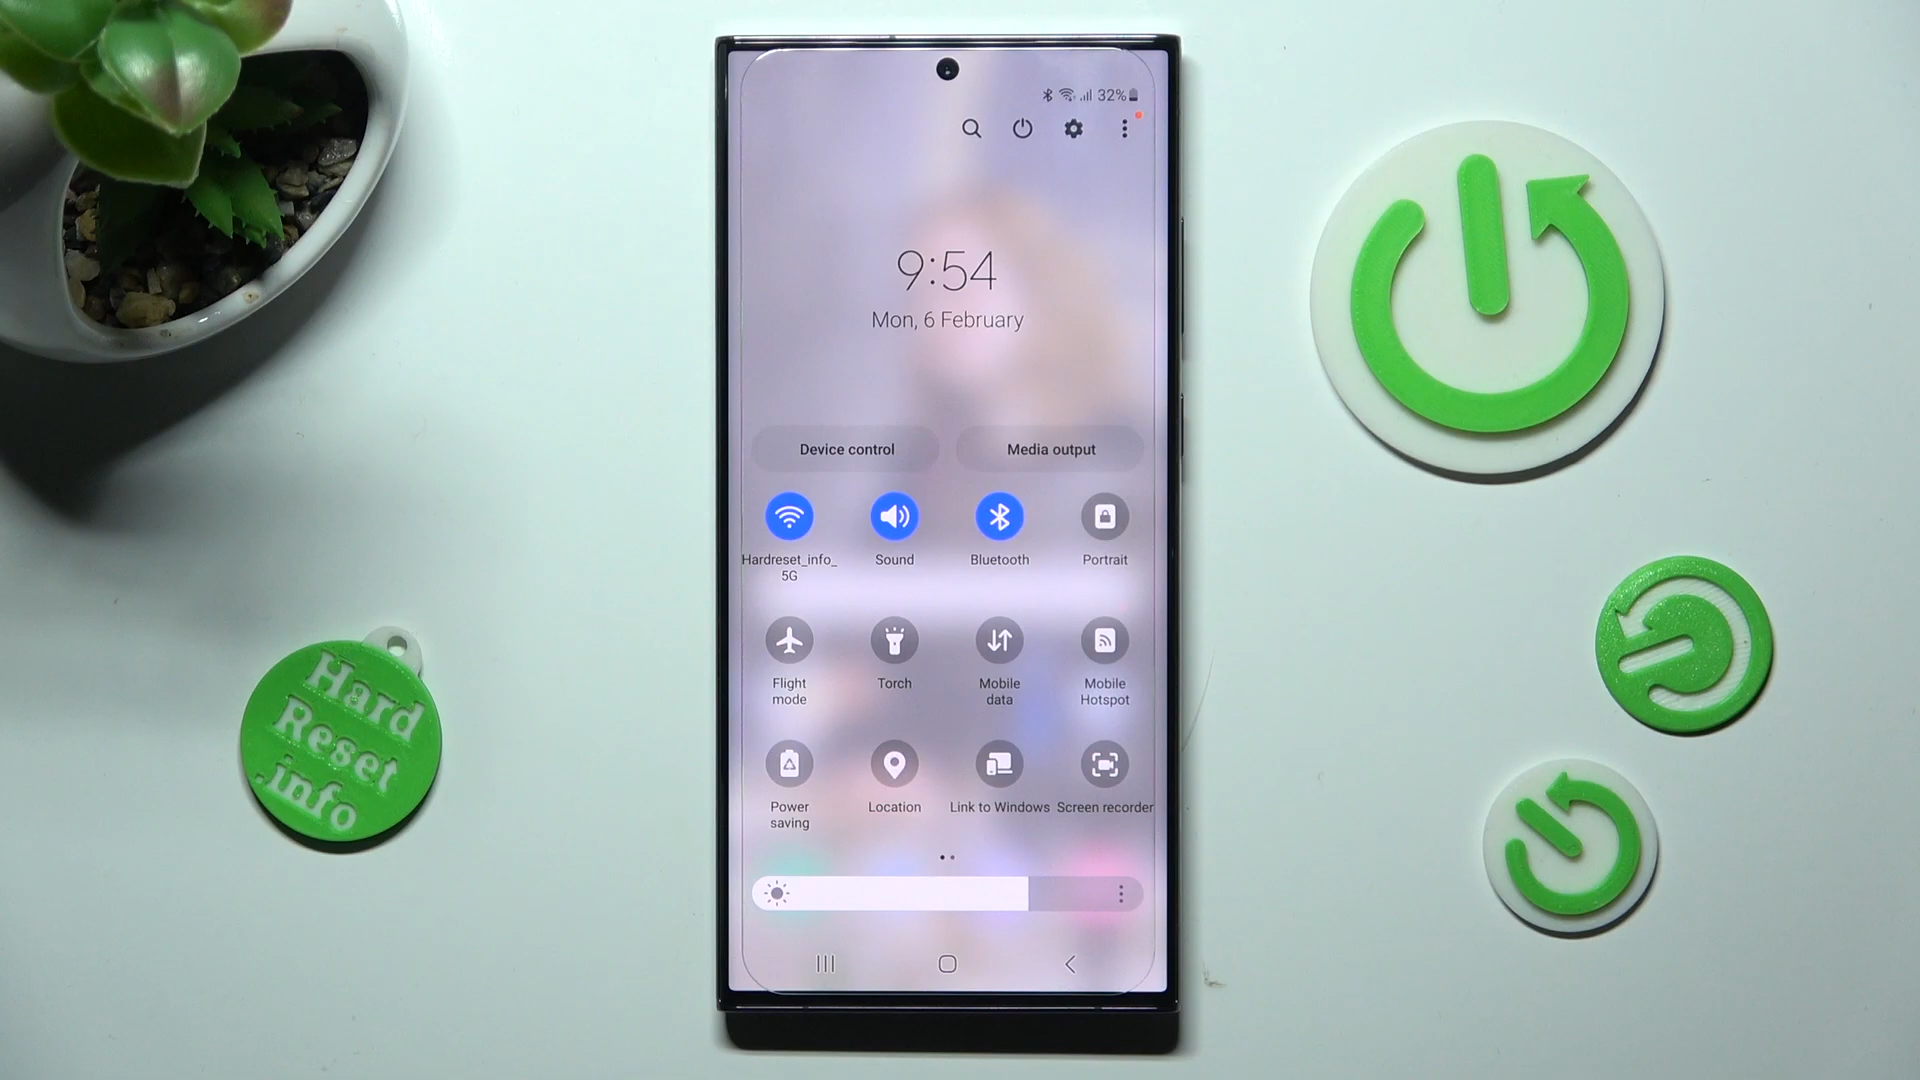 32%
9:54
Mon, 6 February
Device control
Media output
Hardreset_info_
5G
Sound
Bluetooth
Portrait
Flight
mode
Torch
Mobile
data
Mobile
Hotspot
Power
saving
Location
Link to Windows
Screen recorder
Hard
Reset
.info